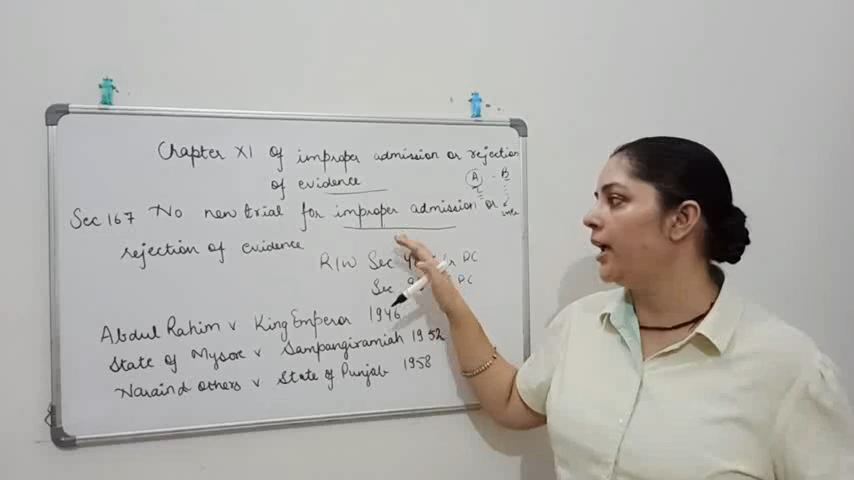 Chapter XI of improper admission or rejection
of evidence
A - B
Sec 167 No new trial for improper admission or
rejection of evidence
R/W Sec
Sec
Abdul Rahim v King Emperor 1946
State of Mysore v Sampangiramiah 1952
Narain & others v State of Punjab 1958